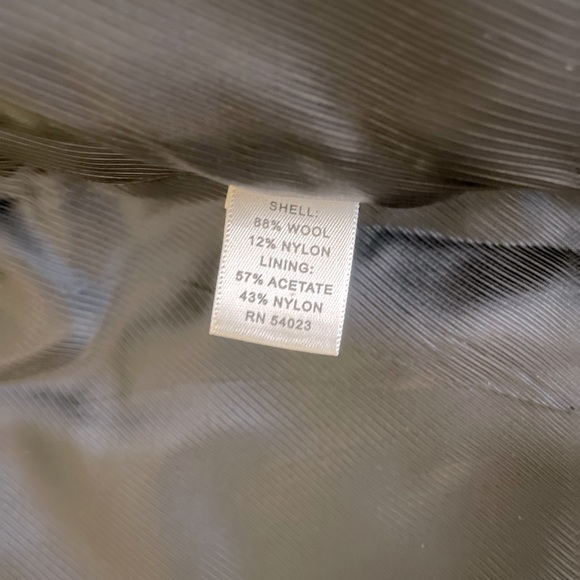 SHELL:
88% WOOL
12% NYLON
LINING:
57% ACETATE
43% NYLON
RN 54023